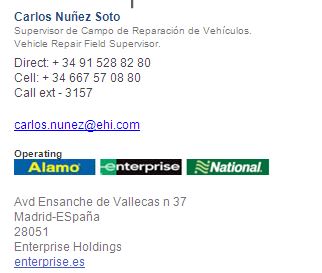 Carlos Nuñez Soto
Supervisor de Campo de Reparación de Vehículos.
Vehicle Repair Field Supervisor.
Direct: + 34 91 528 82 80
Cell: + 34 667 57 08 80
Call ext - 3157
carlos.nunez@ehi.com
Operating
Alamo enterprise National.
Avd Ensanche de Vallecas n 37
Madrid-ESpaña
28051
Enterprise Holdings
enterprise.es